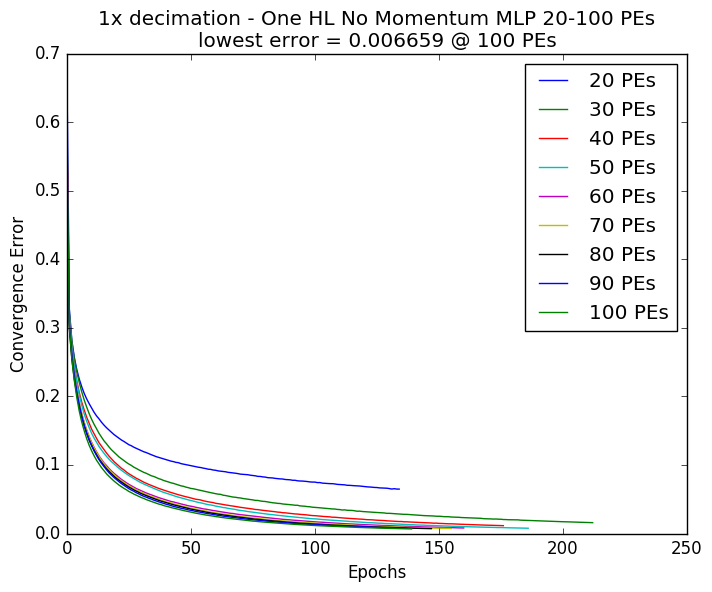 1x decimation - One HL No Momentum MLP 20-100 PEs
lowest error = 0.006659 @ 100 PEs
0.7
0.6
0.5
0.4
0.3
0.2
0.1
0.0
Convergence Error
20 PEs
30 PEs
40 PEs
50 PEs
60 PEs
70 PEs
80 PEs
90 PEs
100 PEs
0
50
100
150
200
250
Epochs